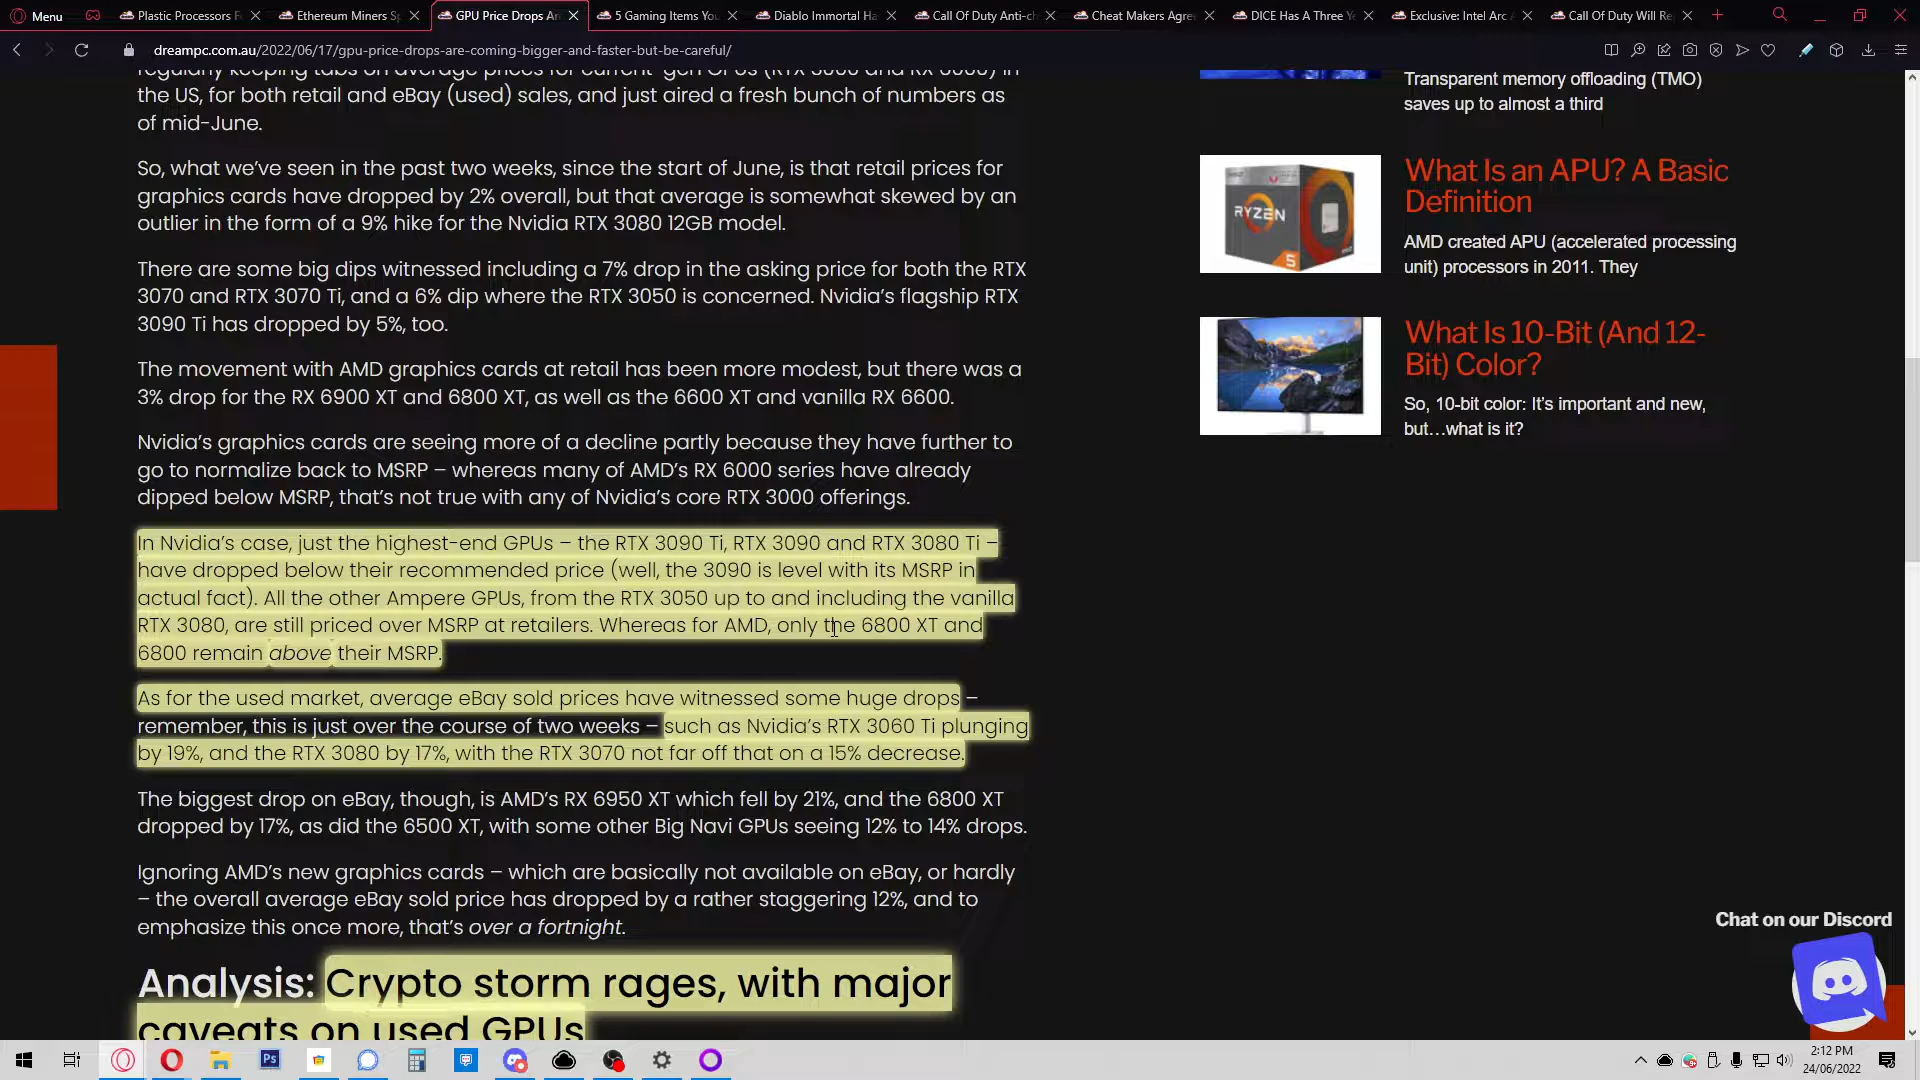 Menu
Plastic Processors F
Ethereum Miners Sp
GPU Price Drops Are
5 Gaming Items You
Diablo Immortal Ha
Call Of Duty Anti-ch
Cheat Makers Agre
DICE Has A Three Ye
Exclusive: Intel Arc A
Call Of Duty Will Re
dreampc.com.au/2022/06/17/gpu-price-drops-are-coming-bigger-and-faster-but-be-careful/
regularly keeping tabs on average prices for current-gen GPUs (RTX 3000 and RX 6000) in
the US, for both retail and eBay (used) sales, and just aired a fresh bunch of numbers as
of mid-June.
So, what we've seen in the past two weeks, since the start of June, is that retail prices for
graphics cards have dropped by 2% overall, but that average is somewhat skewed by an
outlier in the form of a 9% hike for the Nvidia RTX 3080 12GB model.
There are some big dips witnessed including a 7% drop in the asking price for both the RTX
3070 and RTX 3070 Ti, and a 6% dip where the RTX 3050 is concerned. Nvidia's flagship RTX
3090 Ti has dropped by 5%, too.
The movement with AMD graphics cards at retail has been more modest, but there was a
3% drop for the RX 6900 XT and 6800 XT, as well as the 6600 XT and vanilla RX 6600.
Nvidia's graphics cards are seeing more of a decline partly because they have further to
go to normalize back to MSRP – whereas many of AMD's RX 6000 series have already
dipped below MSRP, that's not true with any of Nvidia's core RTX 3000 offerings.
In Nvidia's case, just the highest-end GPUs – the RTX 3090 Ti, RTX 3090 and RTX 3080 Ti –
have dropped below their recommended price (well, the 3090 is level with its MSRP in
actual fact). All the other Ampere GPUs, from the RTX 3050 up to and including the vanilla
RTX 3080, are still priced over MSRP at retailers. Whereas for AMD, only the 6800 XT and
6800 remain above their MSRP.
As for the used market, average eBay sold prices have witnessed some huge drops –
remember, this is just over the course of two weeks – such as Nvidia's RTX 3060 Ti plunging
by 19%, and the RTX 3080 by 17%, with the RTX 3070 not far off that on a 15% decrease.
The biggest drop on eBay, though, is AMD's RX 6950 XT which fell by 21%, and the 6800 XT
dropped by 17%, as did the 6500 XT, with some other Big Navi GPUs seeing 12% to 14% drops.
Ignoring AMD's new graphics cards – which are basically not available on eBay, or hardly
– the overall average eBay sold price has dropped by a rather staggering 12%, and to
emphasize this once more, that's over a fortnight.
Analysis: Crypto storm rages, with major
caveats on used GPUs
Transparent memory offloading (TMO)
saves up to almost a third
RYZEN
5
What Is an APU? A Basic
Definition
AMD created APU (accelerated processing
unit) processors in 2011. They
What Is 10-Bit (And 12-
Bit) Color?
So, 10-bit color: It's important and new,
but…what is it?
Chat on our Discord
Ps
2:12 PM
24/06/2022